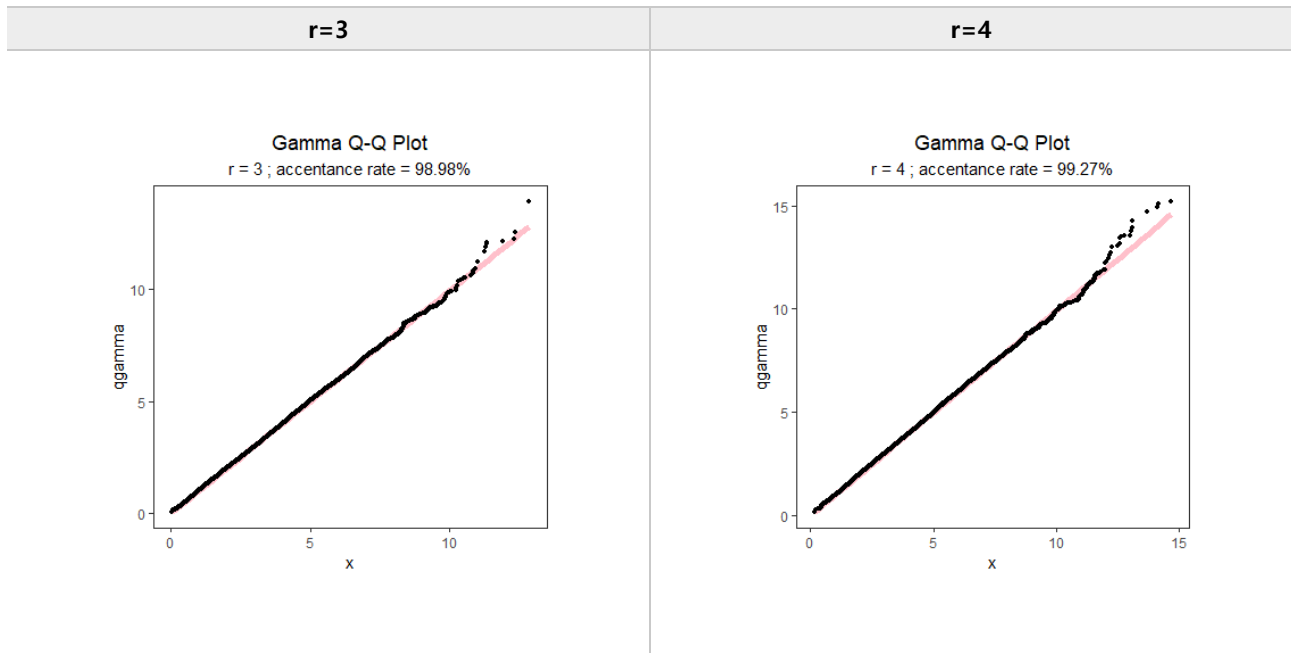 r=3
r=4
Gamma Q-Q Plot
r = 3 ; accentance rate = 98.98%
10
5
0
qgamma
0
5
10
x
Gamma Q-Q Plot
r = 4 ; accentance rate = 99.27%
15
10
5
0
qgamma
0
5
10
15
x